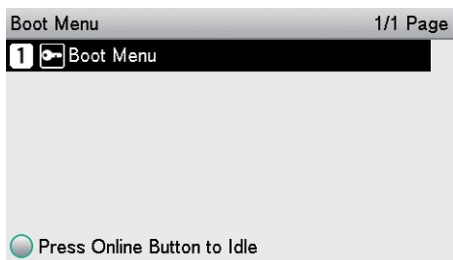 Boot Menu 1/1 Page
1 Boot Menu
Press Online Button to Idle